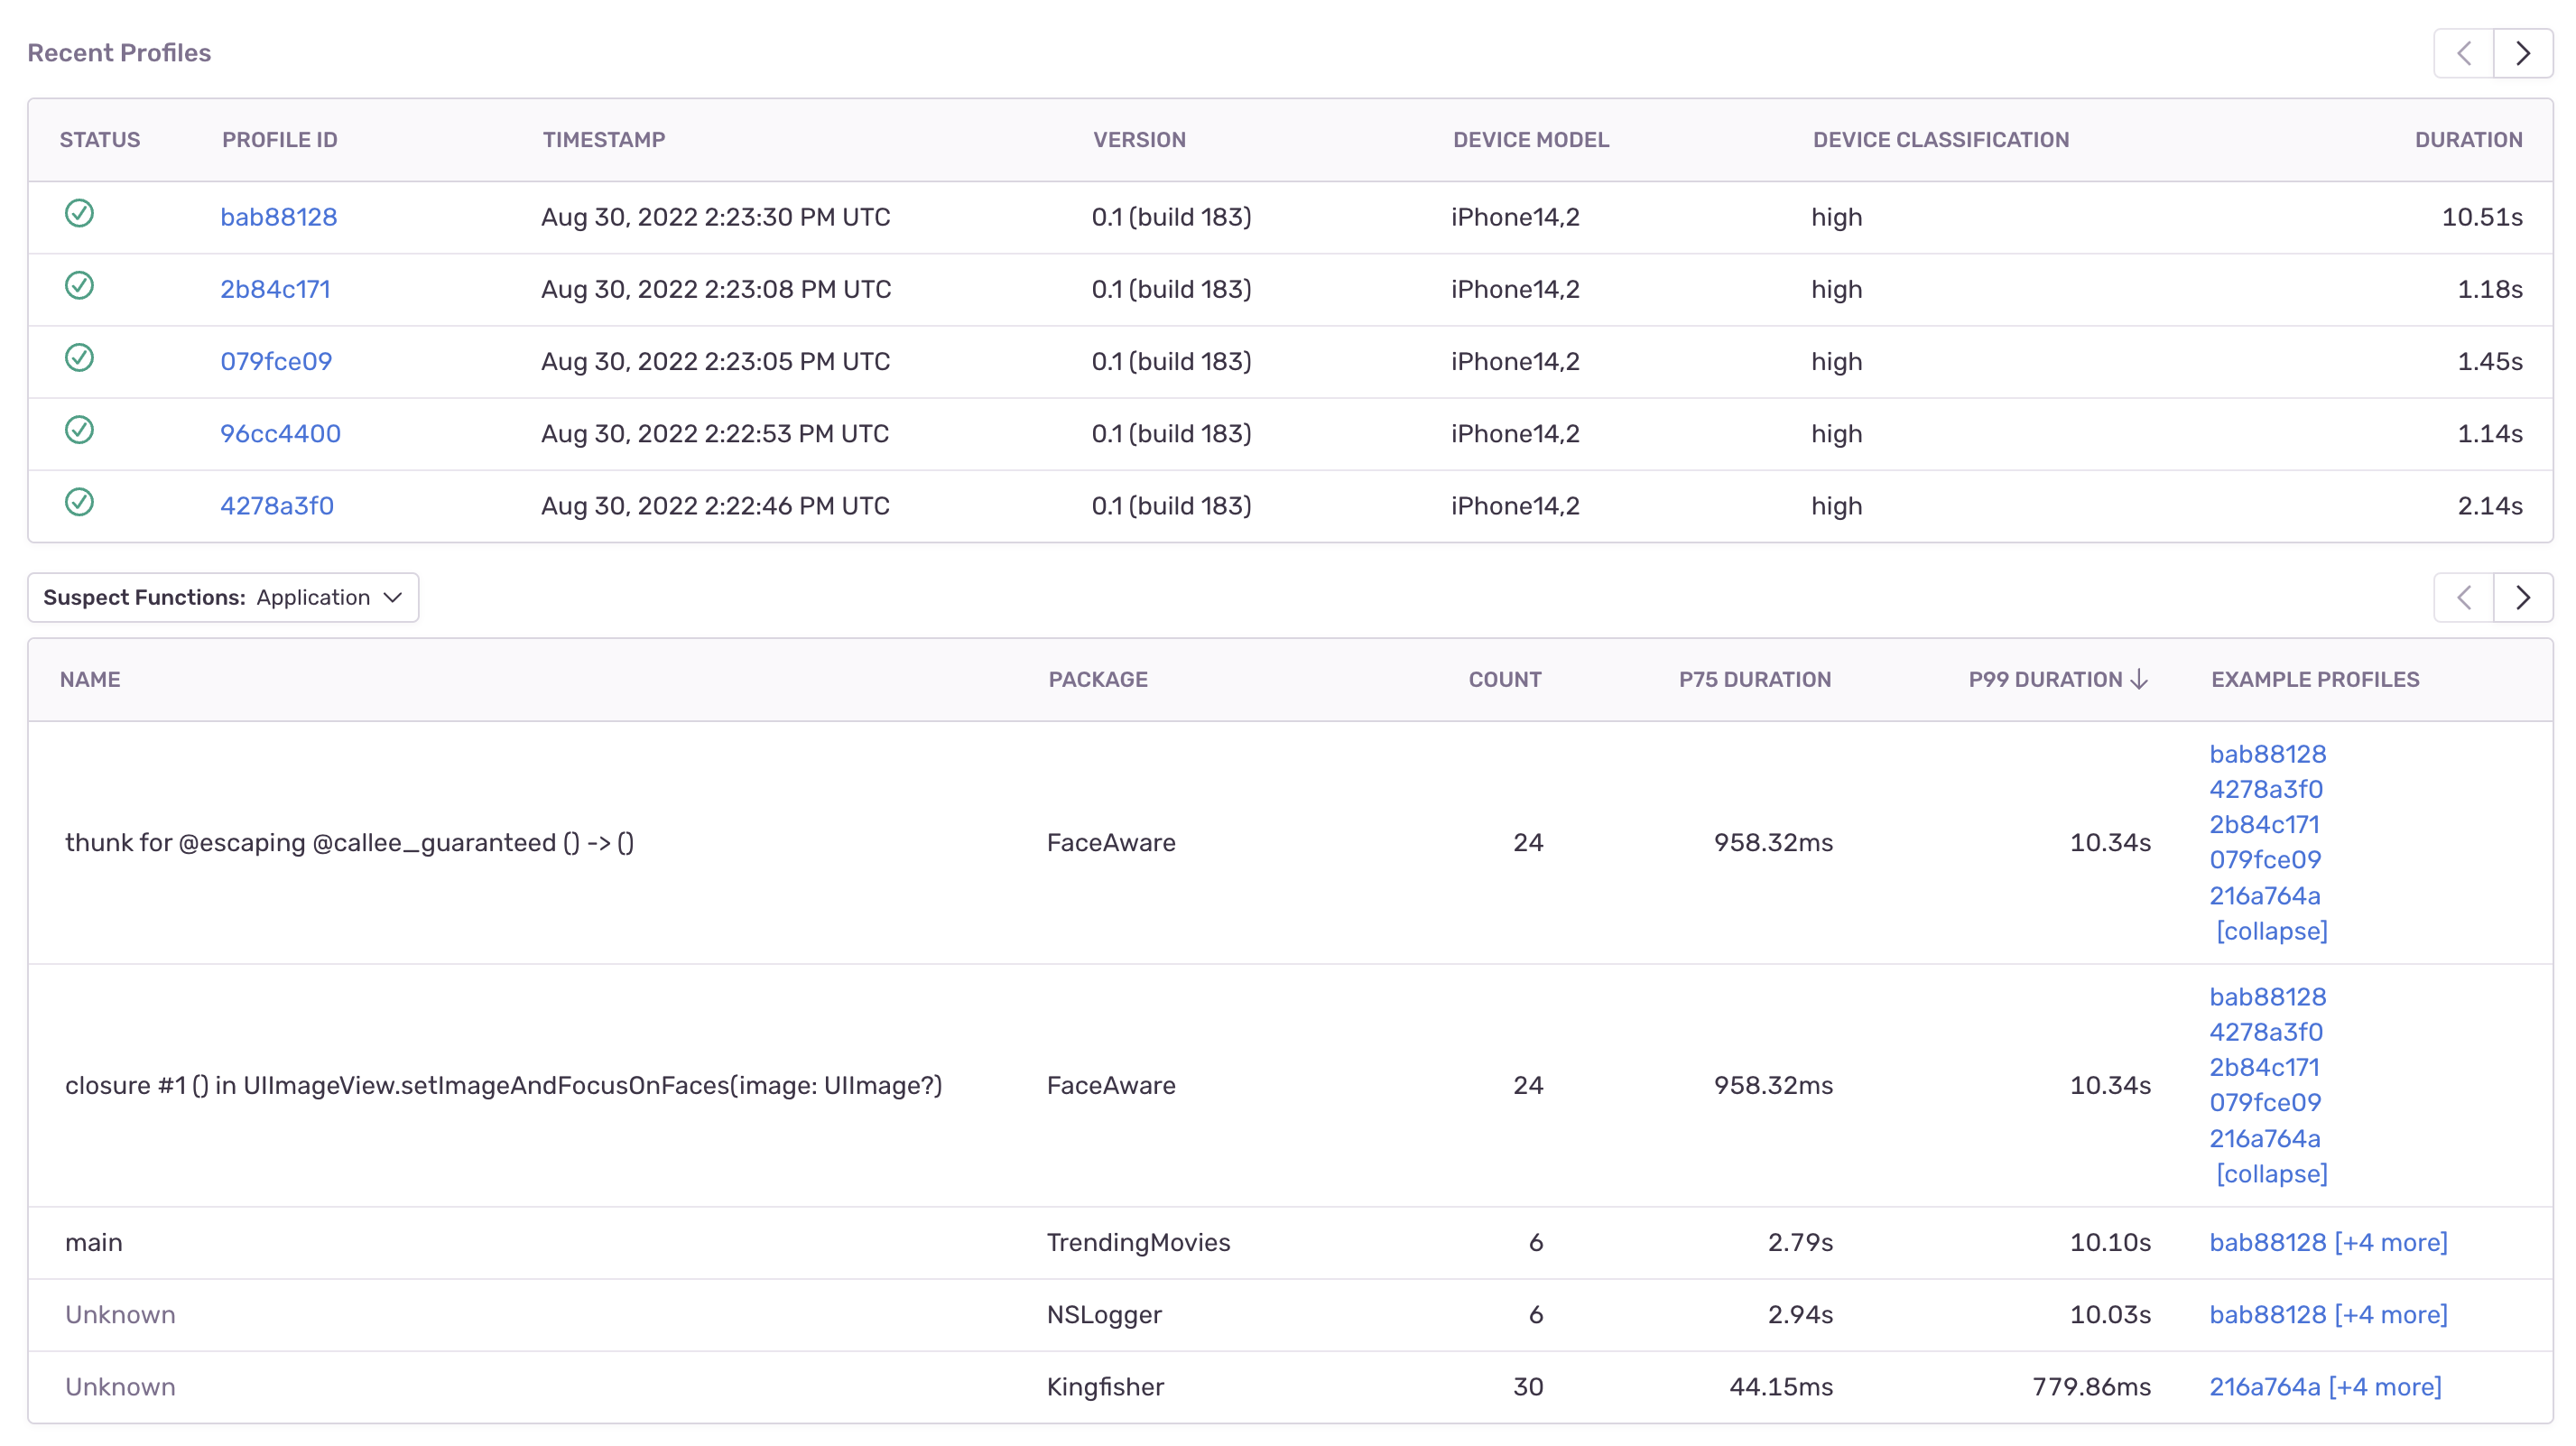 Recent Profiles
STATUS PROFILE ID TIMESTAMP VERSION DEVICE MODEL DEVICE CLASSIFICATION DURATION
bab88128 Aug 30, 2022 2:23:30 PM UTC 0.1 (build 183) iPhone14,2 high 10.51s
2b84c171 Aug 30, 2022 2:23:08 PM UTC 0.1 (build 183) iPhone14,2 high 1.18s
079fce09 Aug 30, 2022 2:23:05 PM UTC 0.1 (build 183) iPhone14,2 high 1.45s
96cc4400 Aug 30, 2022 2:22:53 PM UTC 0.1 (build 183) iPhone14,2 high 1.14s
4278a3f0 Aug 30, 2022 2:22:46 PM UTC 0.1 (build 183) iPhone14,2 high 2.14s
Suspect Functions: Application
NAME PACKAGE COUNT P75 DURATION P99 DURATION EXAMPLE PROFILES
thunk for @escaping @callee_guaranteed () -> () FaceAware 24 958.32ms 10.34s
bab88128
4278a3f0
2b84c171
079fce09
216a764a
[collapse]
closure #1 () in UIImageView.setImageAndFocusOnFaces(image: UIImage?) FaceAware 24 958.32ms 10.34s
bab88128
4278a3f0
2b84c171
079fce09
216a764a
[collapse]
main TrendingMovies 6 2.79s 10.10s bab88128 [+4 more]
Unknown NSLogger 6 2.94s 10.03s bab88128 [+4 more]
Unknown Kingfisher 30 44.15ms 779.86ms 216a764a [+4 more]